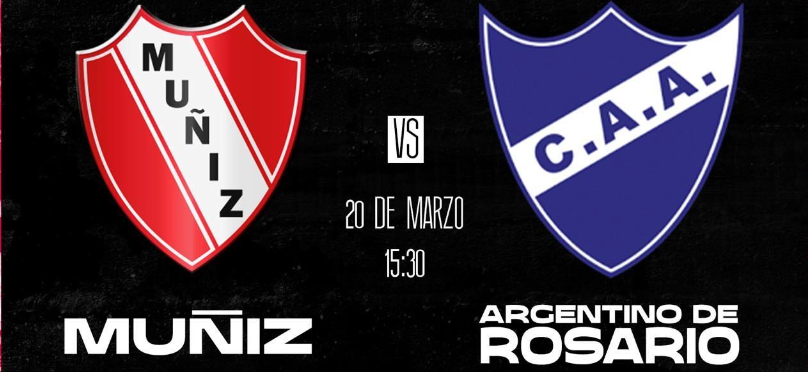 MUÑIZ
C.A.A.
VS
20 DE MARZO
15:30
MUÑIZ
ARGENTINO DE
ROSARIO